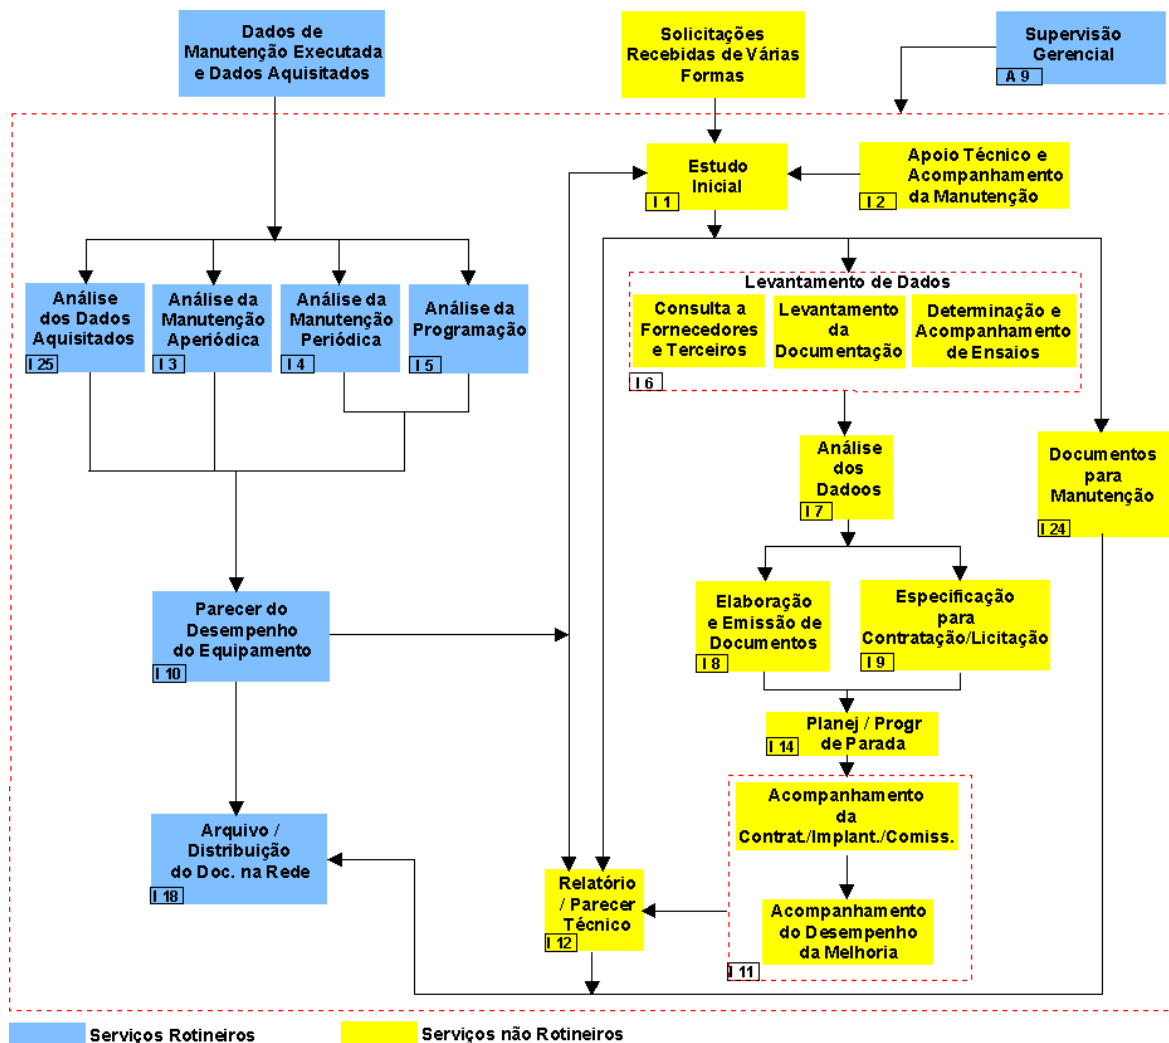 Dados de
Manutenção Executada
e Dados Aquisitados
Solicitações
Recebidas de Várias
Formas
Supervisão
Gerencial
A 9
Estudo
Inicial
I 1
Apoio Técnico e
Acompanhamento
da Manutenção
I 2
Análise
dos Dados
Aquisitados
I 25
Análise da
Manutenção
Aperiódica
I 3
Análise da
Manutenção
Periódica
I 4
Análise da
Programação
I 5
Levantamento de Dados
Consulta a
Fornecedores
e Terceiros
Levantamento
da
Documentação
Determinação e
Acompanhamento
de Ensaios
I 6
Análise
dos
Dadoos
I 7
Documentos
para
Manutenção
I 24
Parecer do
Desempenho
do Equipamento
I 10
Elaboração
e Emissão de
Documentos
I 8
Especificação
para
Contratação/Licitação
I 9
Planej / Progr
de Parada
I 14
Acompanhamento
da
Contrat./Implant./Comiss.
Arquivo /
Distribuição
do Doc. na Rede
I 18
Relatório
/ Parecer
Técnico
I 12
Acompanhamento
do Desempenho
da Melhoria
I 11
Serviços Rotineiros
Serviços não Rotineiros